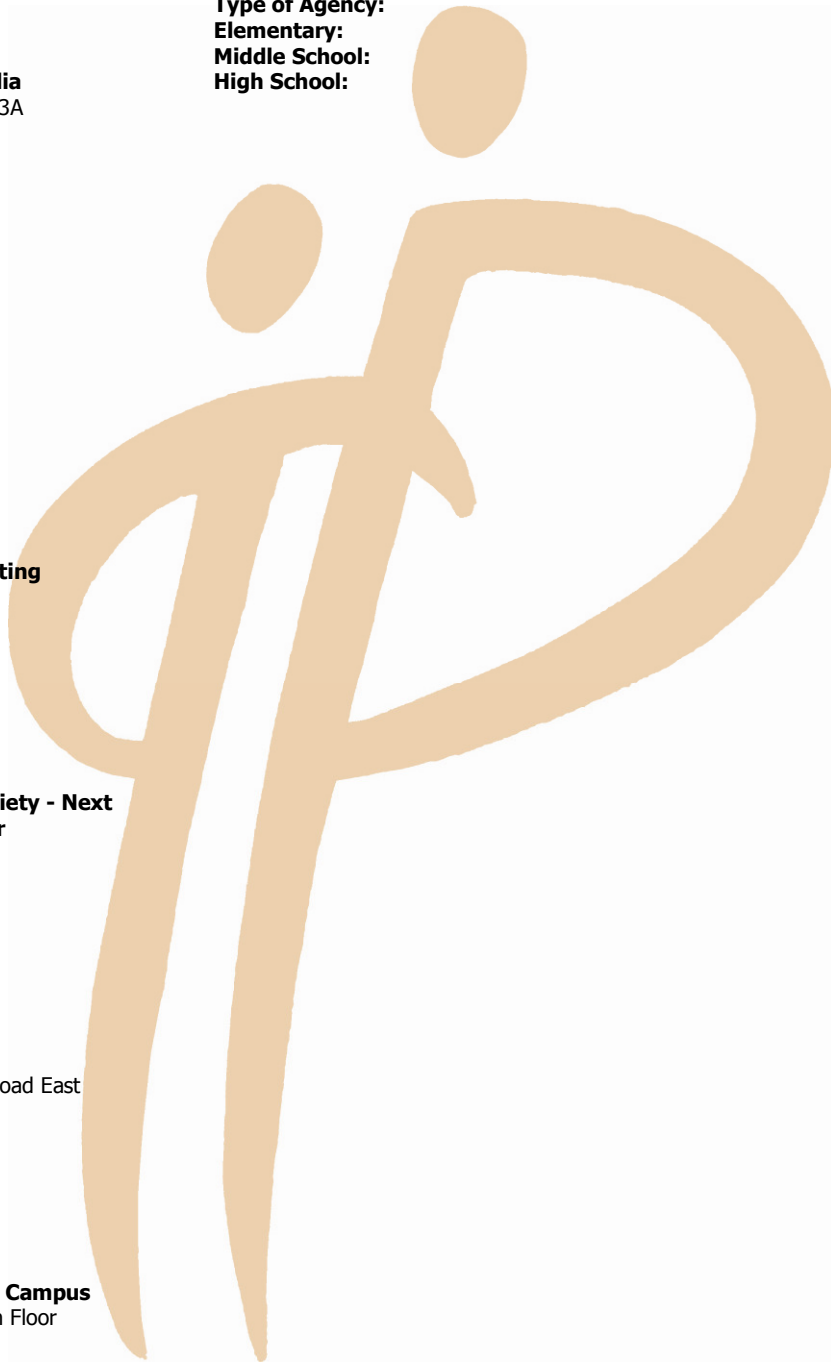 Type of Agency:
Elementary:
Middle School:
High School:
lia
3A
ting
iety - Next
r
oad East
Campus
Floor